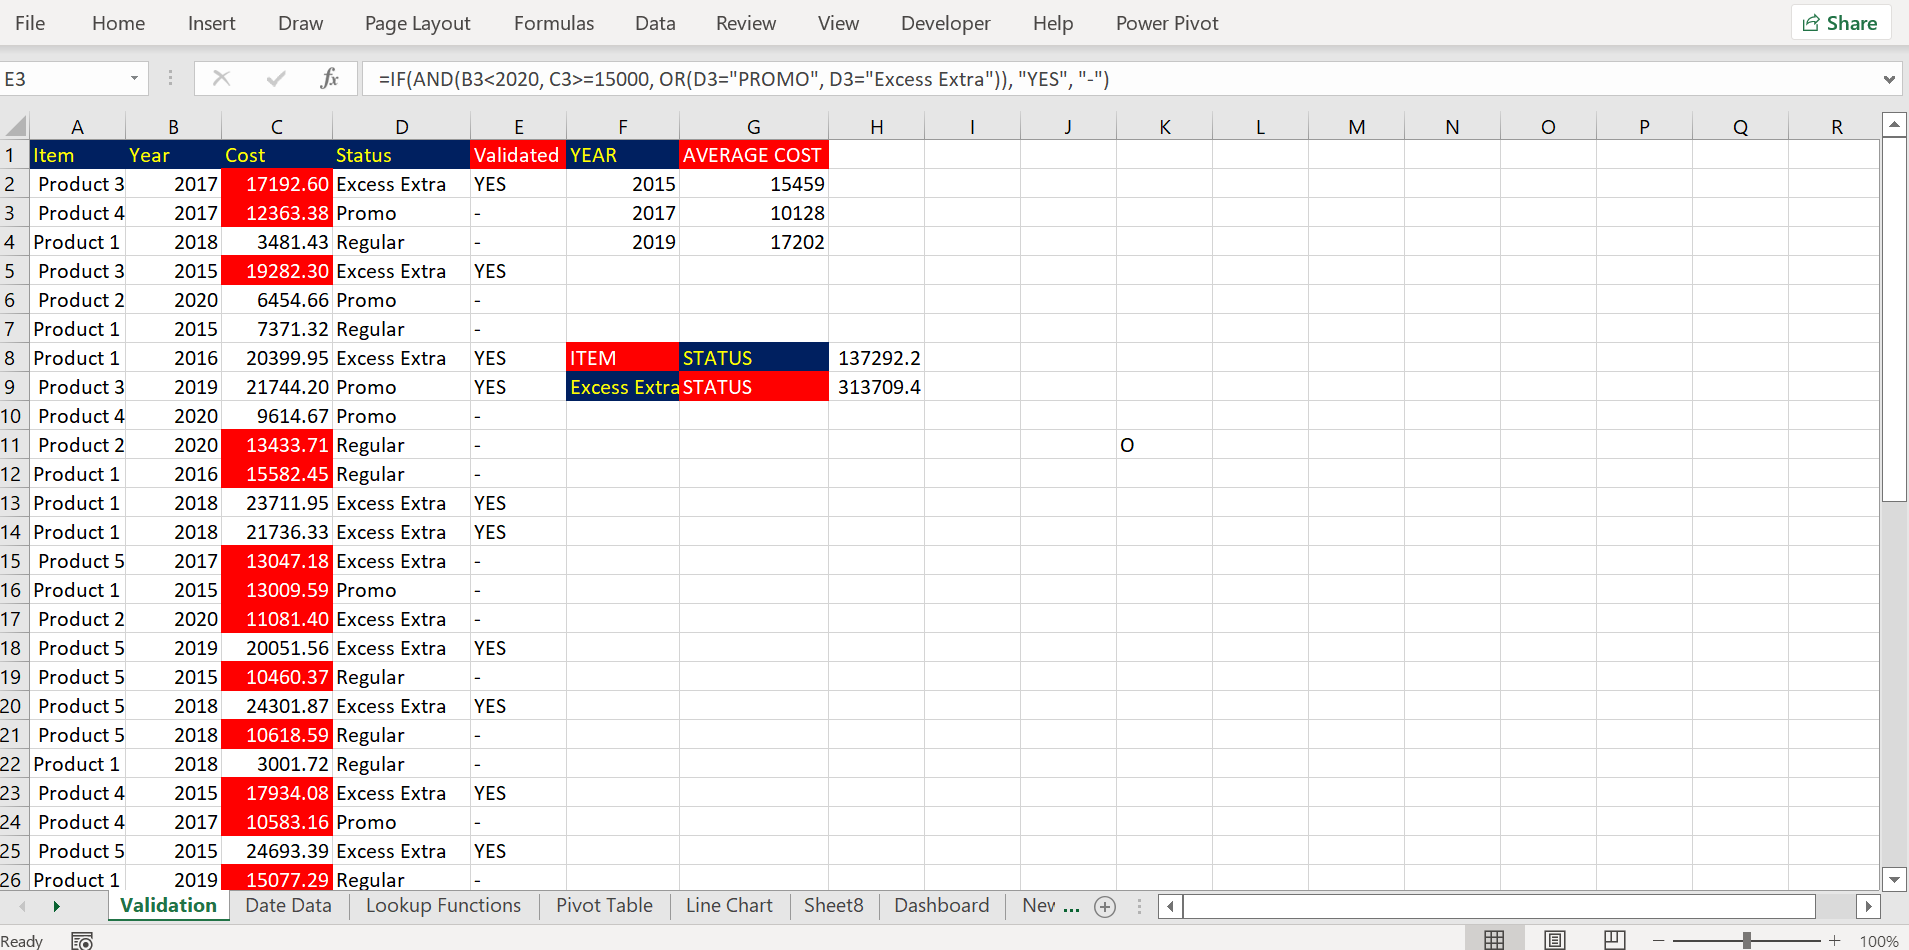 File Home Insert Draw Page Layout Formulas Data Review View Developer Help Power Pivot Share
E3 fx =IF(AND(B3<2020, C3>=15000, OR(D3="PROMO", D3="Excess Extra")), "YES", "-")
A B C D E F G H I J K L M N O P Q R
1 Item Year Cost Status Validated YEAR AVERAGE COST
2 Product 3 2017 17192.60 Excess Extra YES 2015 15459
3 Product 4 2017 12363.38 Promo - 2017 10128
4 Product 1 2018 3481.43 Regular - 2019 17202
5 Product 3 2015 19282.30 Excess Extra YES
6 Product 2 2020 6454.66 Promo -
7 Product 1 2015 7371.32 Regular -
8 Product 1 2016 20399.95 Excess Extra YES ITEM STATUS 137292.2
9 Product 3 2019 21744.20 Promo YES Excess Extra STATUS 313709.4
10 Product 4 2020 9614.67 Promo -
11 Product 2 2020 13433.71 Regular - O
12 Product 1 2016 15582.45 Regular -
13 Product 1 2018 23711.95 Excess Extra YES
14 Product 1 2018 21736.33 Excess Extra YES
15 Product 5 2017 13047.18 Excess Extra -
16 Product 1 2015 13009.59 Promo -
17 Product 2 2020 11081.40 Excess Extra -
18 Product 5 2019 20051.56 Excess Extra YES
19 Product 5 2015 10460.37 Regular -
20 Product 5 2018 24301.87 Excess Extra YES
21 Product 5 2018 10618.59 Regular -
22 Product 1 2018 3001.72 Regular -
23 Product 4 2015 17934.08 Excess Extra YES
24 Product 4 2017 10583.16 Promo -
25 Product 5 2015 24693.39 Excess Extra YES
26 Product 1 2019 15077.29 Regular -
Validation Date Data Lookup Functions Pivot Table Line Chart Sheet8 Dashboard New ...
Ready 100%